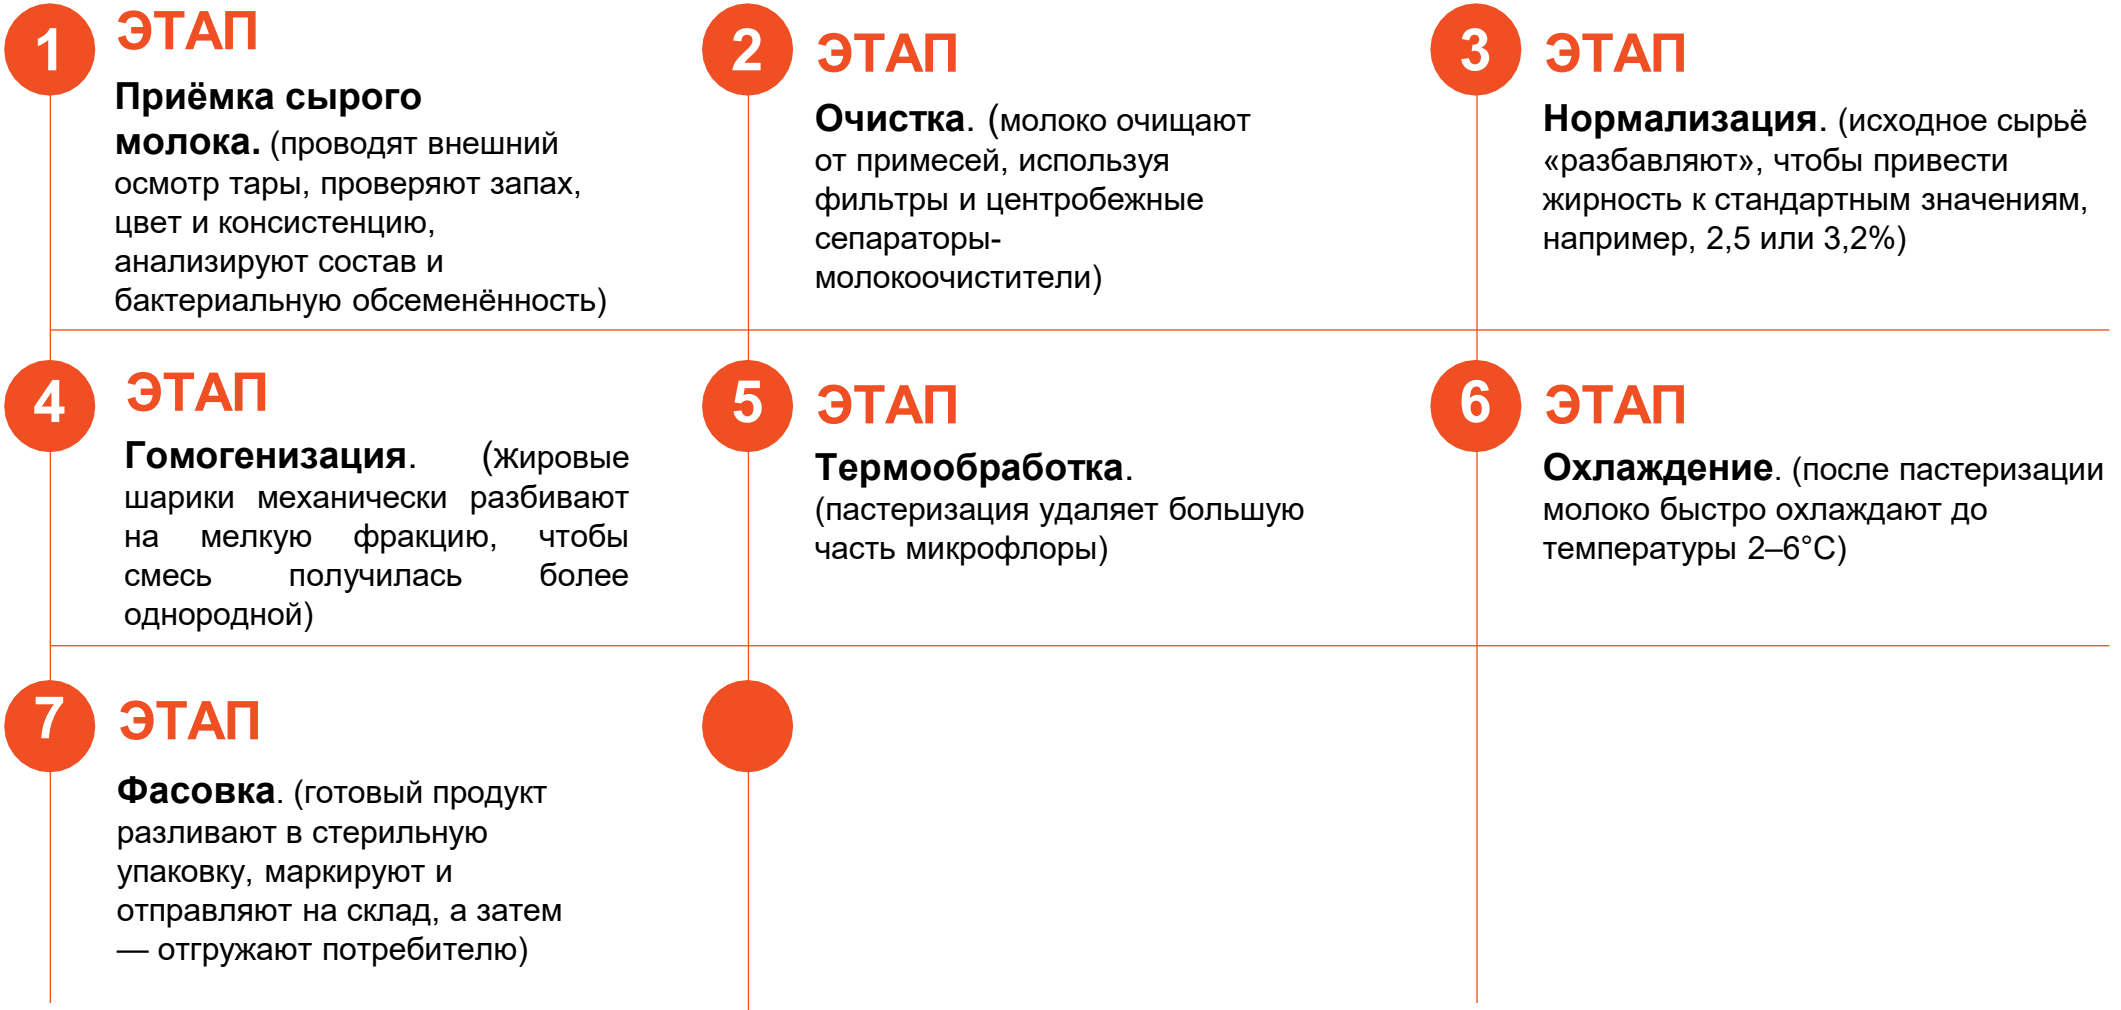 1
ЭТАП
Приёмка сырого
молока. (проводят внешний
осмотр тары, проверяют запах,
цвет и консистенцию,
анализируют состав и
бактериальную обсеменённость)
2
ЭТАП
Очистка. (молоко очищают
от примесей, используя
фильтры и центробежные
сепараторы-
молокоочистители)
3
ЭТАП
Нормализация. (исходное сырьё
«разбавляют», чтобы привести
жирность к стандартным значениям,
например, 2,5 или 3,2%)
4
ЭТАП
Гомогенизация. (жировые
шарики механически разбивают
на мелкую фракцию, чтобы
смесь получилась более
однородной)
5
ЭТАП
Термообработка.
(пастеризация удаляет большую
часть микрофлоры)
6
ЭТАП
Охлаждение. (после пастеризации
молоко быстро охлаждают до
температуры 2–6°С)
7
ЭТАП
Фасовка. (готовый продукт
разливают в стерильную
упаковку, маркируют и
отправляют на склад, а затем
— отгружают потребителю)